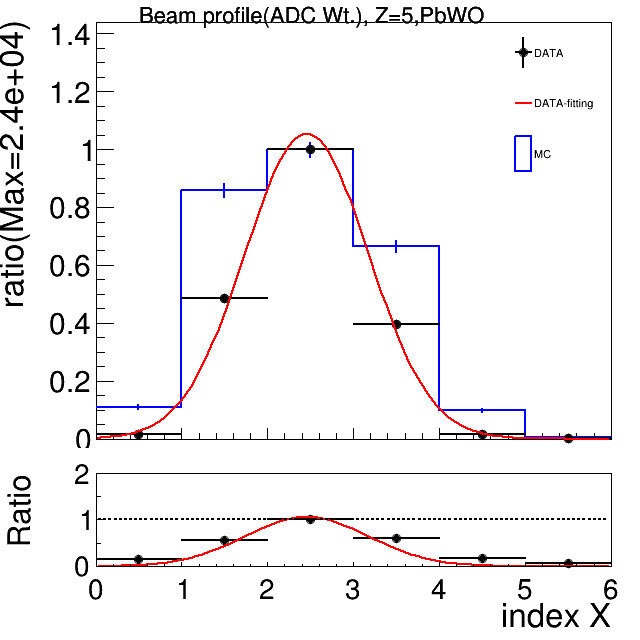 Beam profile(ADC Wt.), Z=5,PbWO
ratio(Max=2.4e+04)
1.4
1.2
1
0.8
0.6
0.4
0.2
0
DATA
DATA-fitting
MC
Ratio
2
1
0
0 1 2 3 4 5 6
index X